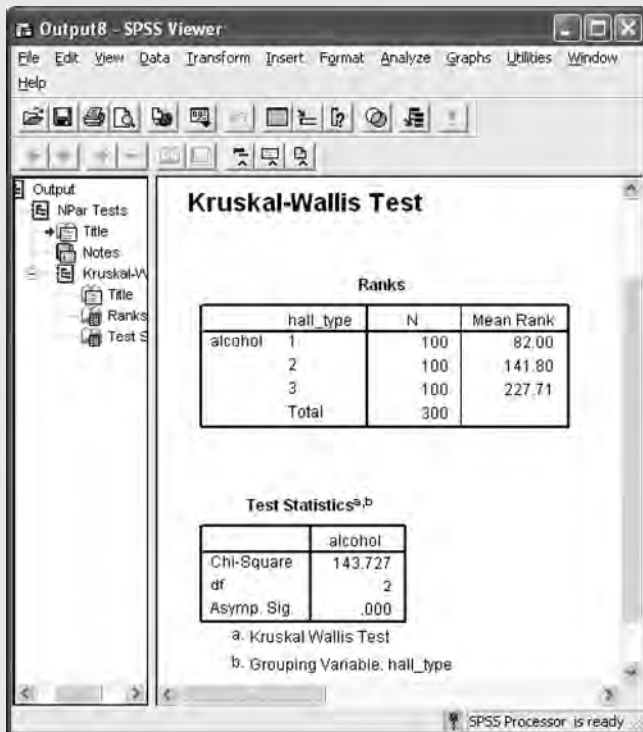 Output8 - SPSS Viewer
File Edit View Data Transform Insert Format Analyze Graphs Utilities Window
Help
Output
NPar Tests
Title
Notes
Kruskal-W
Title
Ranks
Test S
Kruskal-Wallis Test
Ranks
hall_type N Mean Rank
alcohol 1 100 82.00
2 100 141.80
3 100 227.71
Total 300
Test Statistics a,b
alcohol
Chi-Square 143.727
df 2
Asymp. Sig. .000
a. Kruskal Wallis Test
b. Grouping Variable: hall_type
SPSS Processor is ready